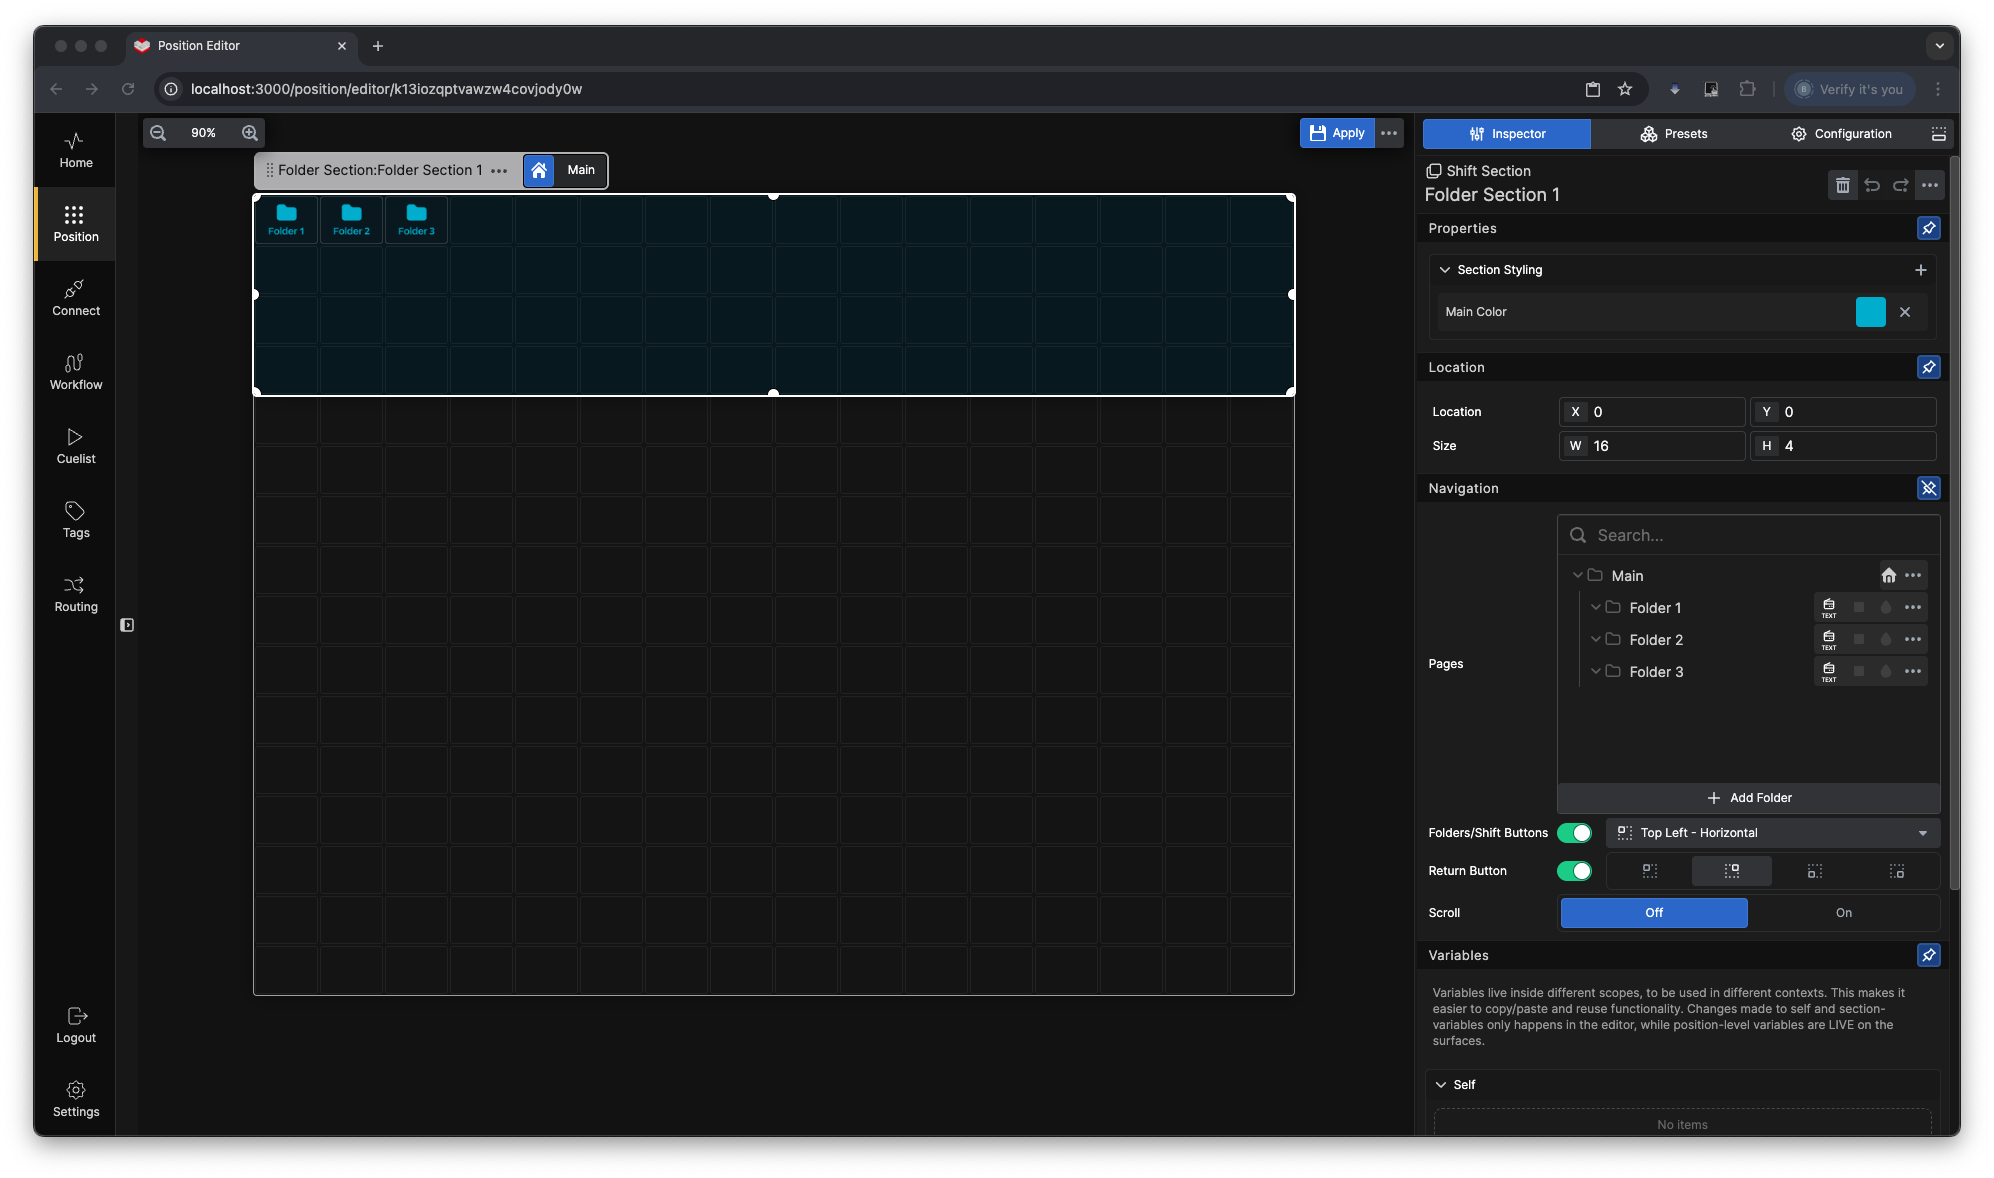 Position Editor
localhost:3000/position/editor/k13iozqptvawzw4covjody0w
Verify it's you
Home
Position
Connect
Workflow
Cuelist
Tags
Routing
Logout
Settings
90%
Apply
Folder Section:Folder Section 1
Main
Folder 1
Folder 2
Folder 3
Inspector
Presets
Configuration
Shift Section
Folder Section 1
Properties
Section Styling
Main Color
Location
Location
X 0
Y 0
Size
W 16
H 4
Navigation
Pages
Search...
Main
Folder 1
TEXT
Folder 2
TEXT
Folder 3
TEXT
Add Folder
Folders/Shift Buttons
Top Left - Horizontal
Return Button
Scroll
Off
On
Variables
Variables live inside different scopes, to be used in different contexts. This makes it
easier to copy/paste and reuse functionality. Changes made to self and section-
variables only happens in the editor, while position-level variables are LIVE on the
surfaces.
Self
No items